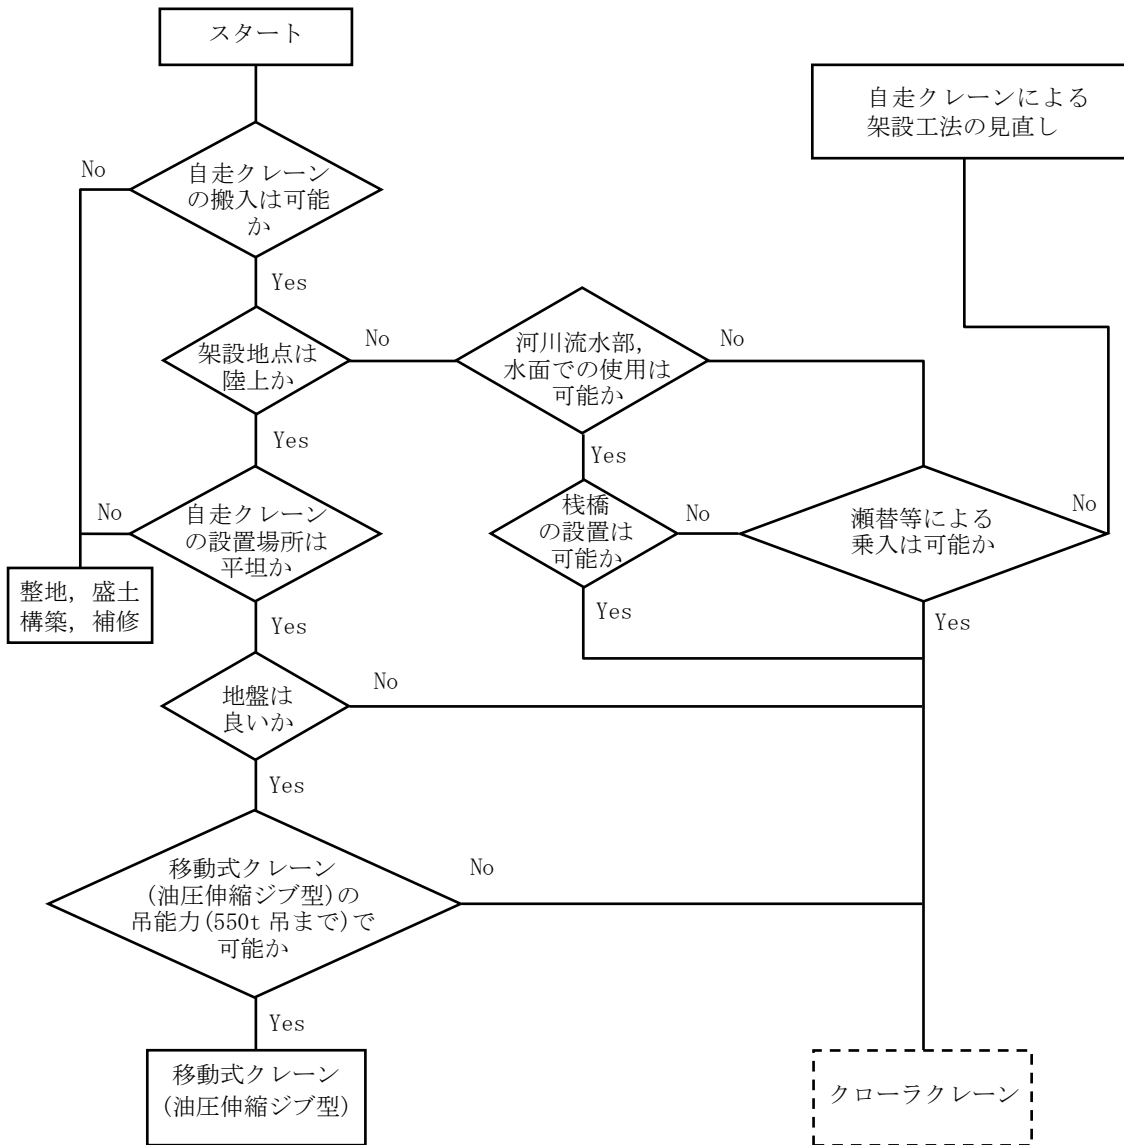 スタート
自走クレーンによる
架設工法の見直し
No
自走クレーン
の搬入は可能
か
Yes
架設地点は
陸上か
No
河川流水部,
水面での使用は
可能か
No
Yes
Yes
No
自走クレーン
の設置場所は
平坦か
桟橋
の設置は
可能か
No
瀬替等による
乗入は可能か
No
整地, 盛土
構築, 補修
Yes
Yes
Yes
地盤は
良いか
No
Yes
移動式クレーン
(油圧伸縮ジブ型)の
吊能力(550t 吊まで)で
可能か
No
Yes
移動式クレーン
(油圧伸縮ジブ型)
クローラクレーン